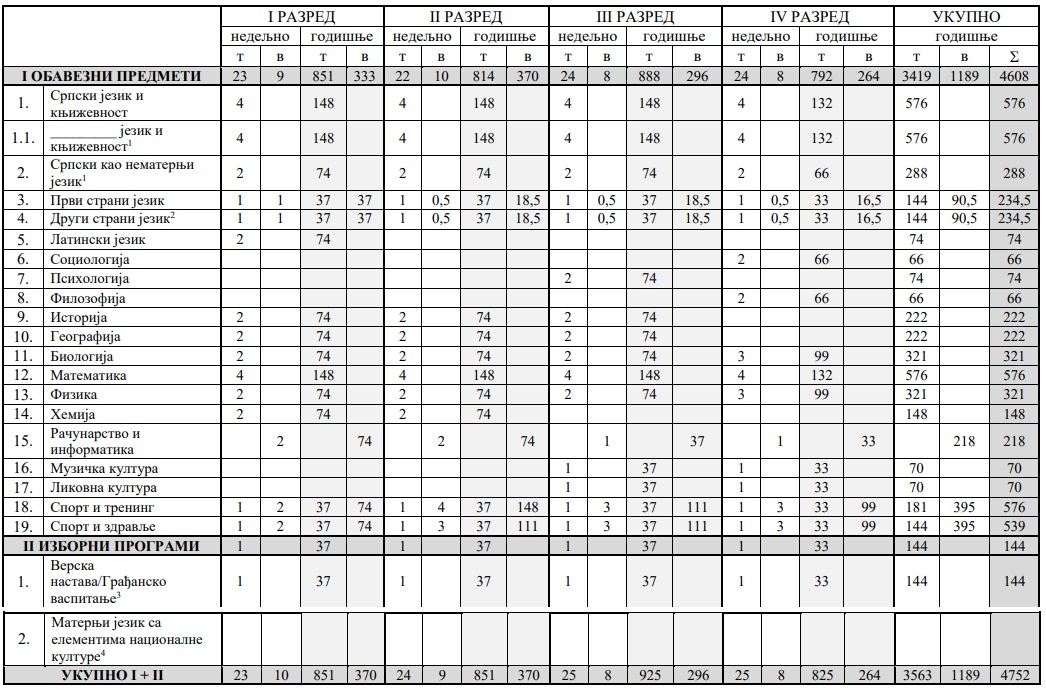 I РАЗРЕД II РАЗРЕД III РАЗРЕД IV РАЗРЕД УКУПНО
недељно годишње недељно годишње недељно годишње недељно годишње годишње
т в т в т в т в т в т в т в т в т в Σ
I ОБАВЕЗНИ ПРЕДМЕТИ 23 9 851 333 22 10 814 370 24 8 888 296 24 8 792 264 3419 1189 4608
1. Српски језик и
књижевност 4 148 4 148 4 148 4 132 576 576
1.1. _________ језик и
књижевност1 4 148 4 148 4 148 4 132 576 576
2. Српски као нематерњи
језик1 2 74 2 74 2 74 2 66 288 288
3. Први страни језик 1 1 37 37 1 0,5 37 18,5 1 0,5 37 18,5 1 0,5 33 16,5 144 90,5 234,5
4. Други страни језик2 1 1 37 37 1 0,5 37 18,5 1 0,5 37 18,5 1 0,5 33 16,5 144 90,5 234,5
5. Латински језик 2 74 74 74
6. Социологија 2 66 66 66
7. Психологија 2 74 74 74
8. Филозофија 2 66 66 66
9. Историја 2 74 2 74 2 74 222 222
10. Географија 2 74 2 74 2 74 222 222
11. Биологија 2 74 2 74 2 74 3 99 321 321
12. Математика 4 148 4 148 4 148 4 132 576 576
13. Физика 2 74 2 74 2 74 3 99 321 321
14. Хемија 2 74 2 74 148 148
15. Рачунарство и
информатика 2 74 2 74 1 37 1 33 218 218
16. Музичка култура 1 37 1 33 70 70
17. Ликовна култура 1 37 1 33 70 70
18. Спорт и тренинг 1 2 37 74 1 4 37 148 1 3 37 111 1 3 33 99 181 395 576
19. Спорт и здравље 1 2 37 74 1 3 37 111 1 3 37 111 1 3 33 99 144 395 539
II ИЗБОРНИ ПРОГРАМИ 1 37 1 37 1 37 1 33 144 144
1. Верска
настава/Грађанско
васпитање3 1 37 1 37 1 37 1 33 144 144
2. Матерњи језик са
елементима националне
културе4
УКУПНО I + II 23 10 851 370 24 9 851 370 25 8 925 296 25 8 825 264 3563 1189 4752